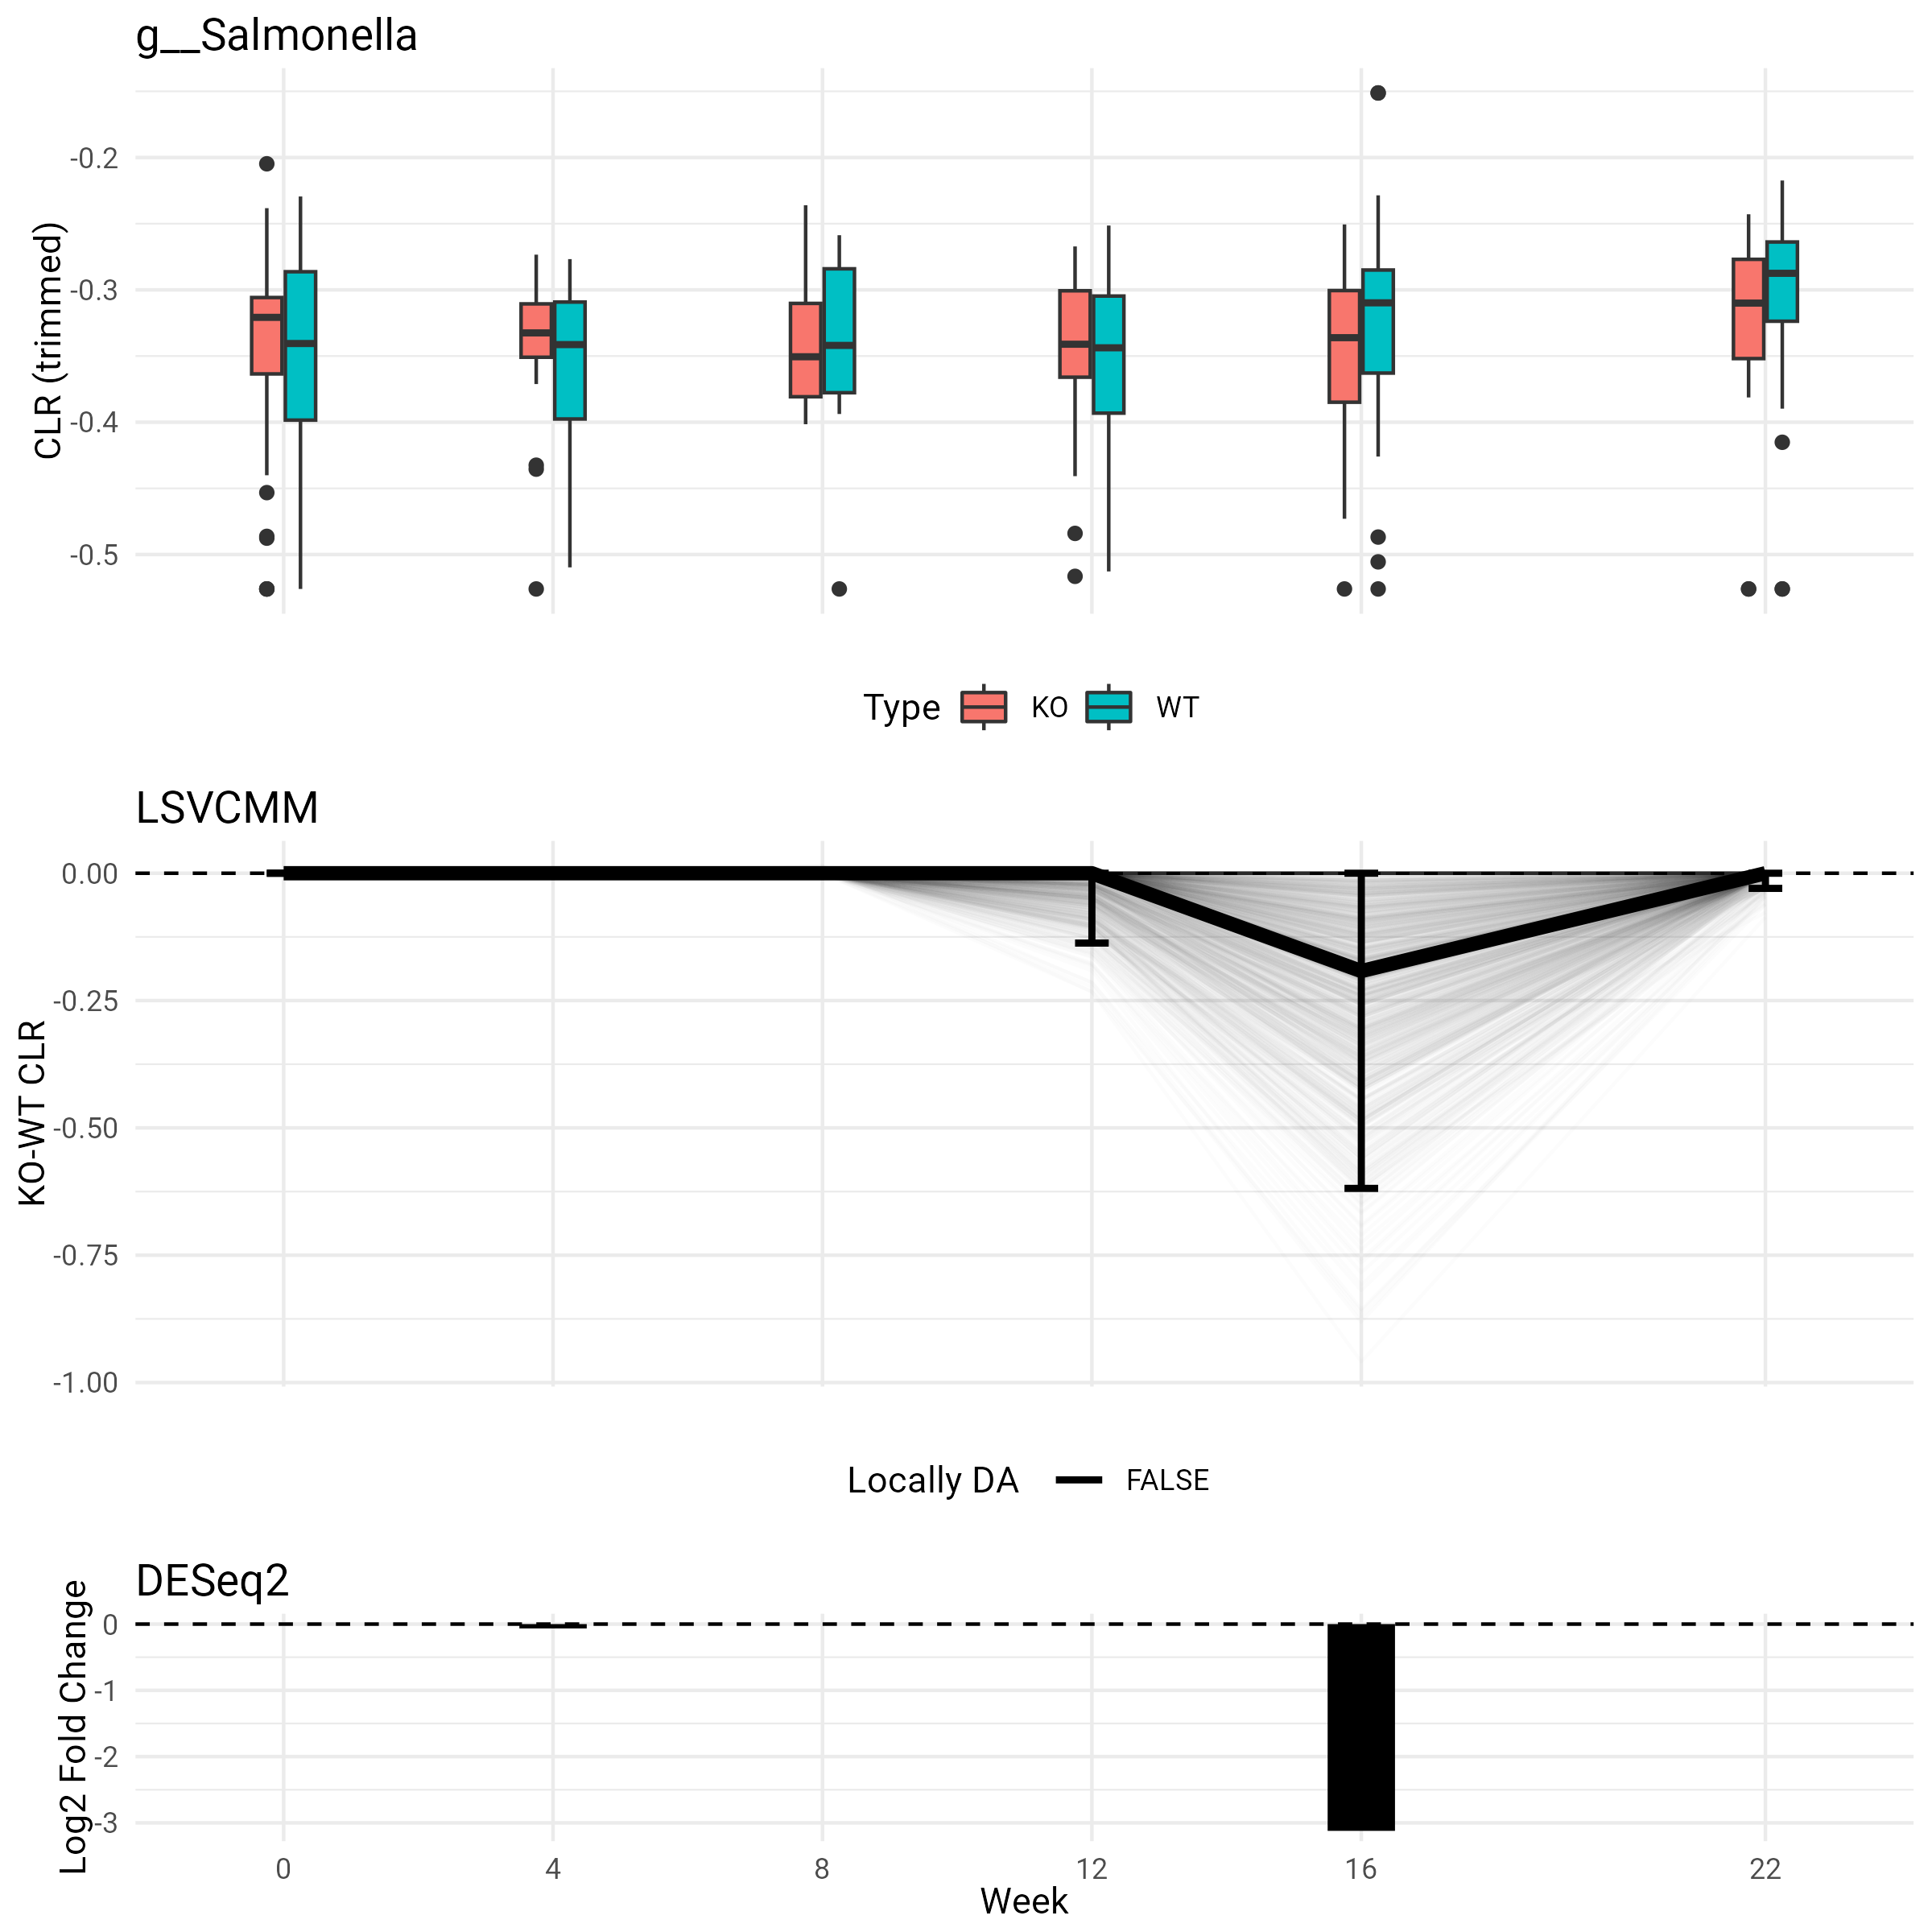 g__Salmonella
CLR (trimmed)
-0.2
-0.3
-0.4
-0.5
Type KO WT
LSVCMM
KO-WT CLR
0.00
-0.25
-0.50
-0.75
-1.00
Locally DA FALSE
DESeq2
Log2 Fold Change
0
-1
-2
-3
0 4 8 12 16 22
Week